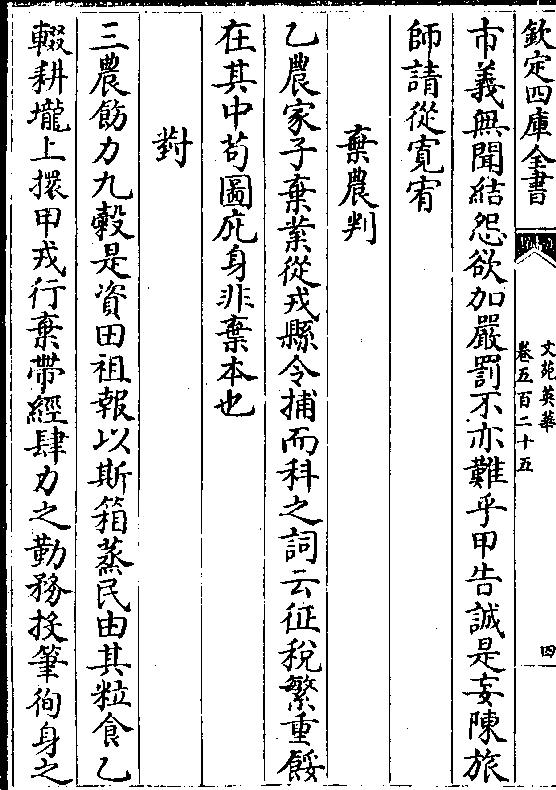 欽定四庫全書
文苑英華
卷五百二十五
四
市義無聞結怨欲加嚴罰不亦難乎甲告誠是妄陳旅
師請從寬宥
棄農判
乙農家子棄業從戎縣令捕而科之詞云征稅繁重餒
在其中苟圖庇身非棄本也
對
三農飭力九穀是資田祖報以斯箱蒸民由其粒食乙
輟耕壠上擐甲戎行棄帶經肆力之勤務投筆徇身之